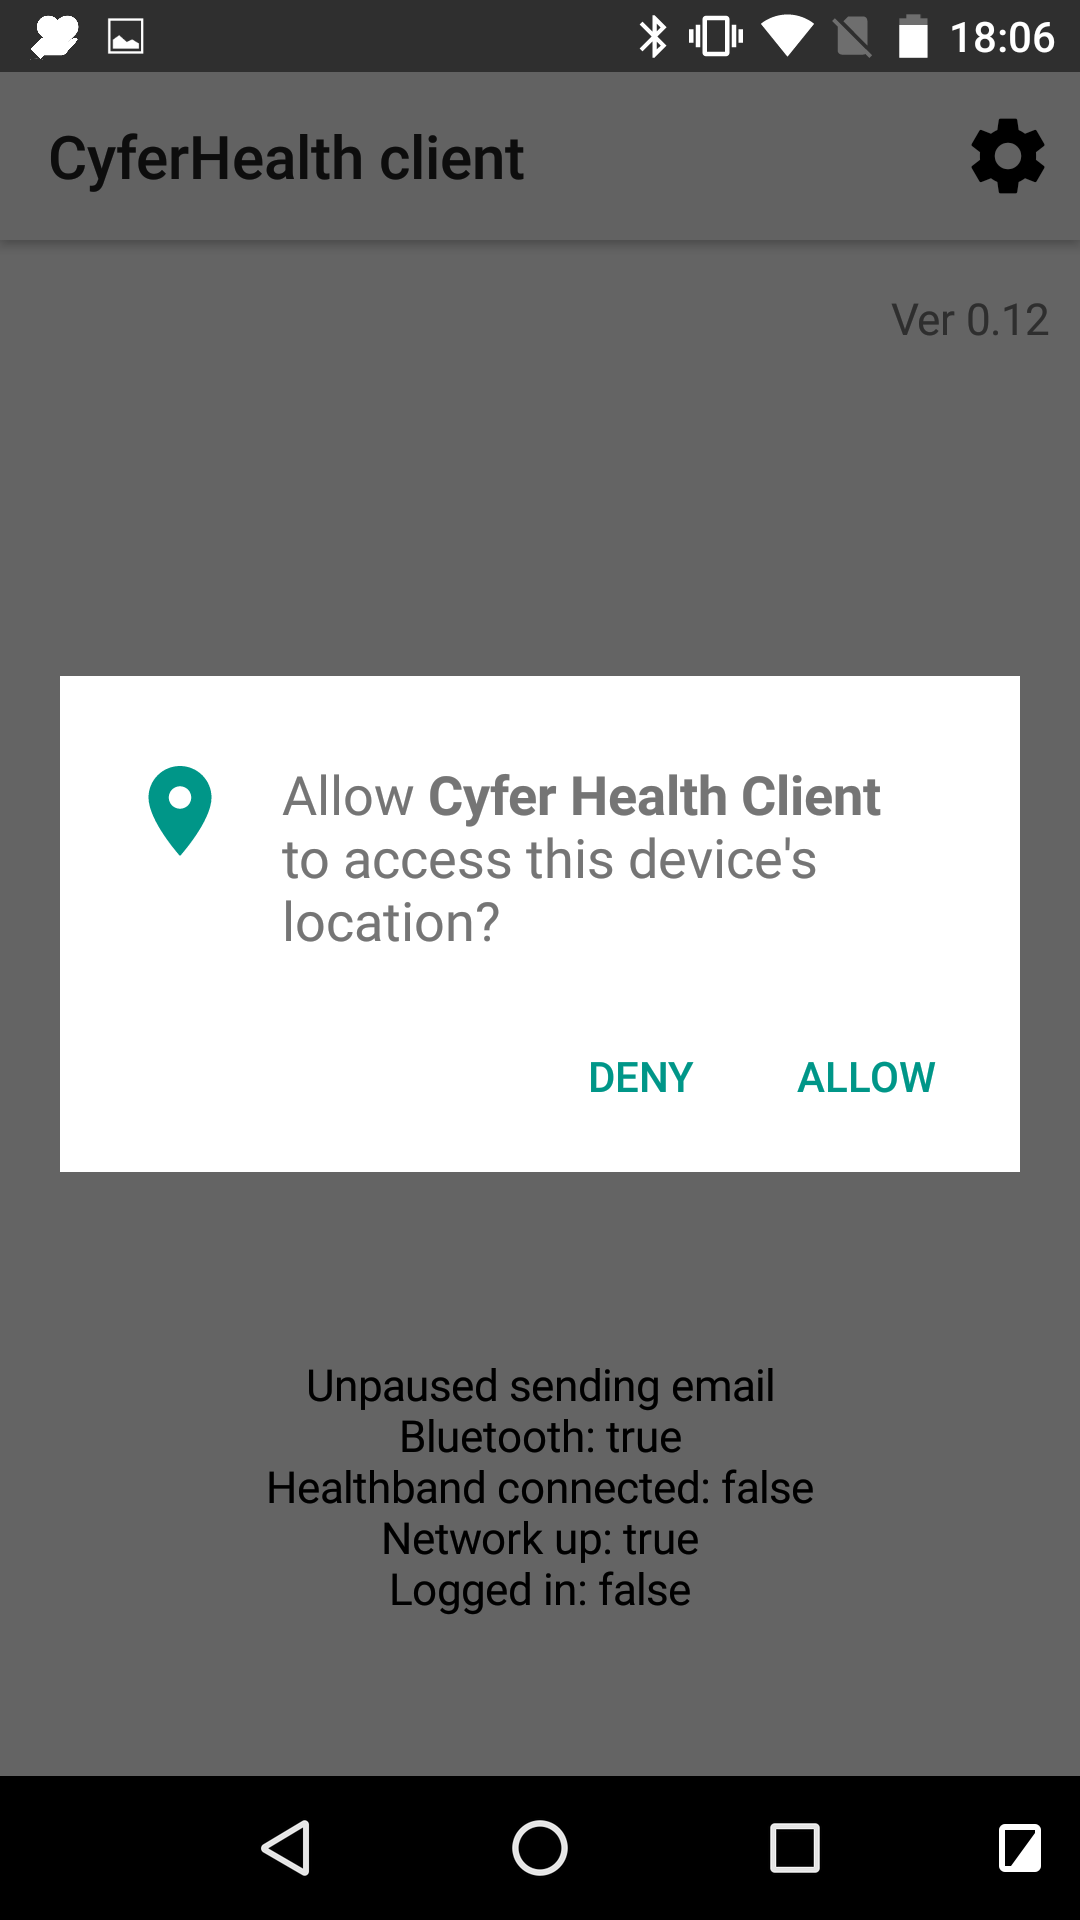 18:06
CyferHealth client
Ver 0.12
Allow Cyfer Health Client
to access this device's
location?
DENY ALLOW
Unpaused sending email
Bluetooth: true
Healthband connected: false
Network up: true
Logged in: false